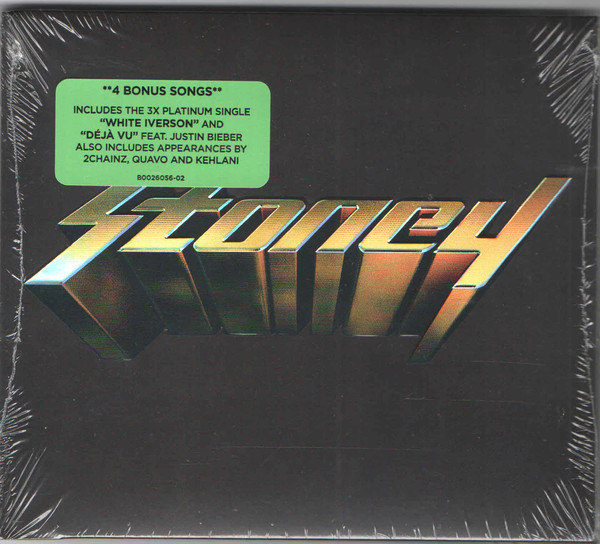 **4 BONUS SONGS**
INCLUDES THE 3X PLATINUM SINGLE
“WHITE IVERSON” AND
“DÉJÀ VU” FEAT. JUSTIN BIEBER
ALSO INCLUDES APPEARANCES BY
2CHAINZ, QUAVO AND KEHLANI
B0026056-02
Stoney